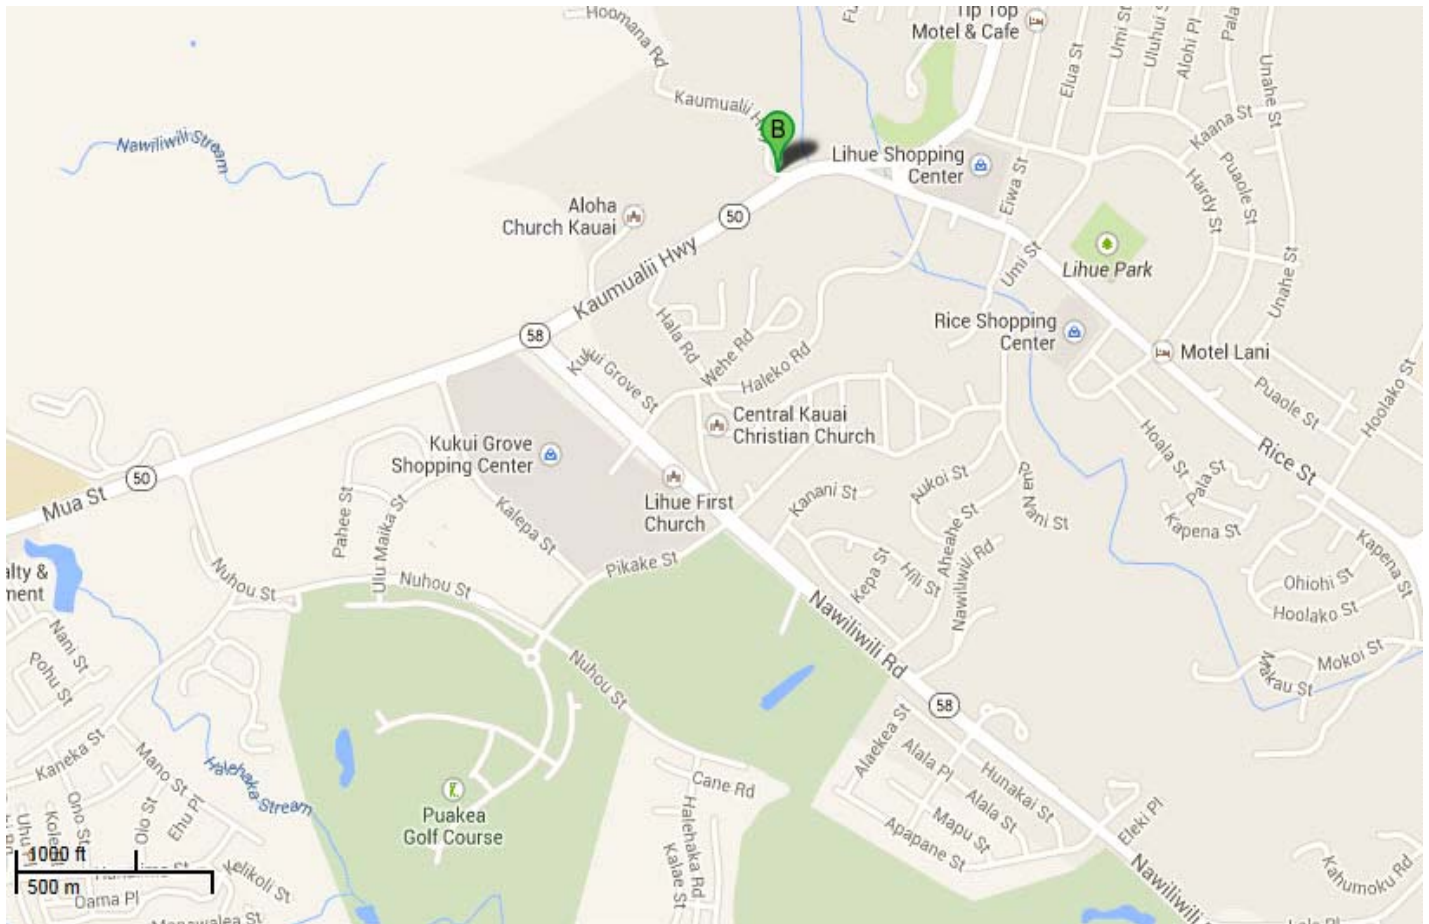 Hoomana Rd
Tip Top
Motel & Cafe
Elua St
Umi St
Uluhui S
Alohi Pl
Pala
Unahe St
Kaumualii H
B
Nawiliwili Stream
Lihue Shopping
Center
Kaana St
Eiwa St
Hardy St
Puaole St
Aloha
Church Kauai
50
Kaumualii Hwy
Umi St
Lihue Park
Unahe St
58
Hala Rd
Wehe Rd
Haleko Rd
Kukui Grove St
Rice Shopping
Center
Motel Lani
Puaole St
Hoolako St
Central Kauai
Christian Church
Kukui Grove
Shopping Center
Rice St
Hoala St
Pala St
Kapena St
50
Mua St
Pahee St
Ulu Maika St
Kalepa St
Lihue First
Church
Kanani St
Aukoi St
Pua Nani St
Aheahe St
Kapena St
Pikake St
Kepa St
Hili St
Nawiliwili Rd
Ohiohi St
Hoolako St
alty &
ment
Nuhou St
Nuhou St
Nawiliwili Rd
Nani St
Pohu St
Nuhou St
Mokoi St
Makau St
58
Kaneka St
Mano St
Halehaka Stream
Alaekea St
Alala Pl
Hunakai St
Cane Rd
Puakea
Golf Course
Ono St
Olo St
Ehu Pl
Halehaka Rd
Kalae St
Alala St
Mapu St
Apapane St
Eleki Pl
1000 ft
500 m
Jelikoli St
Oama Pl
Nawiliwili
Kahumoku Rd